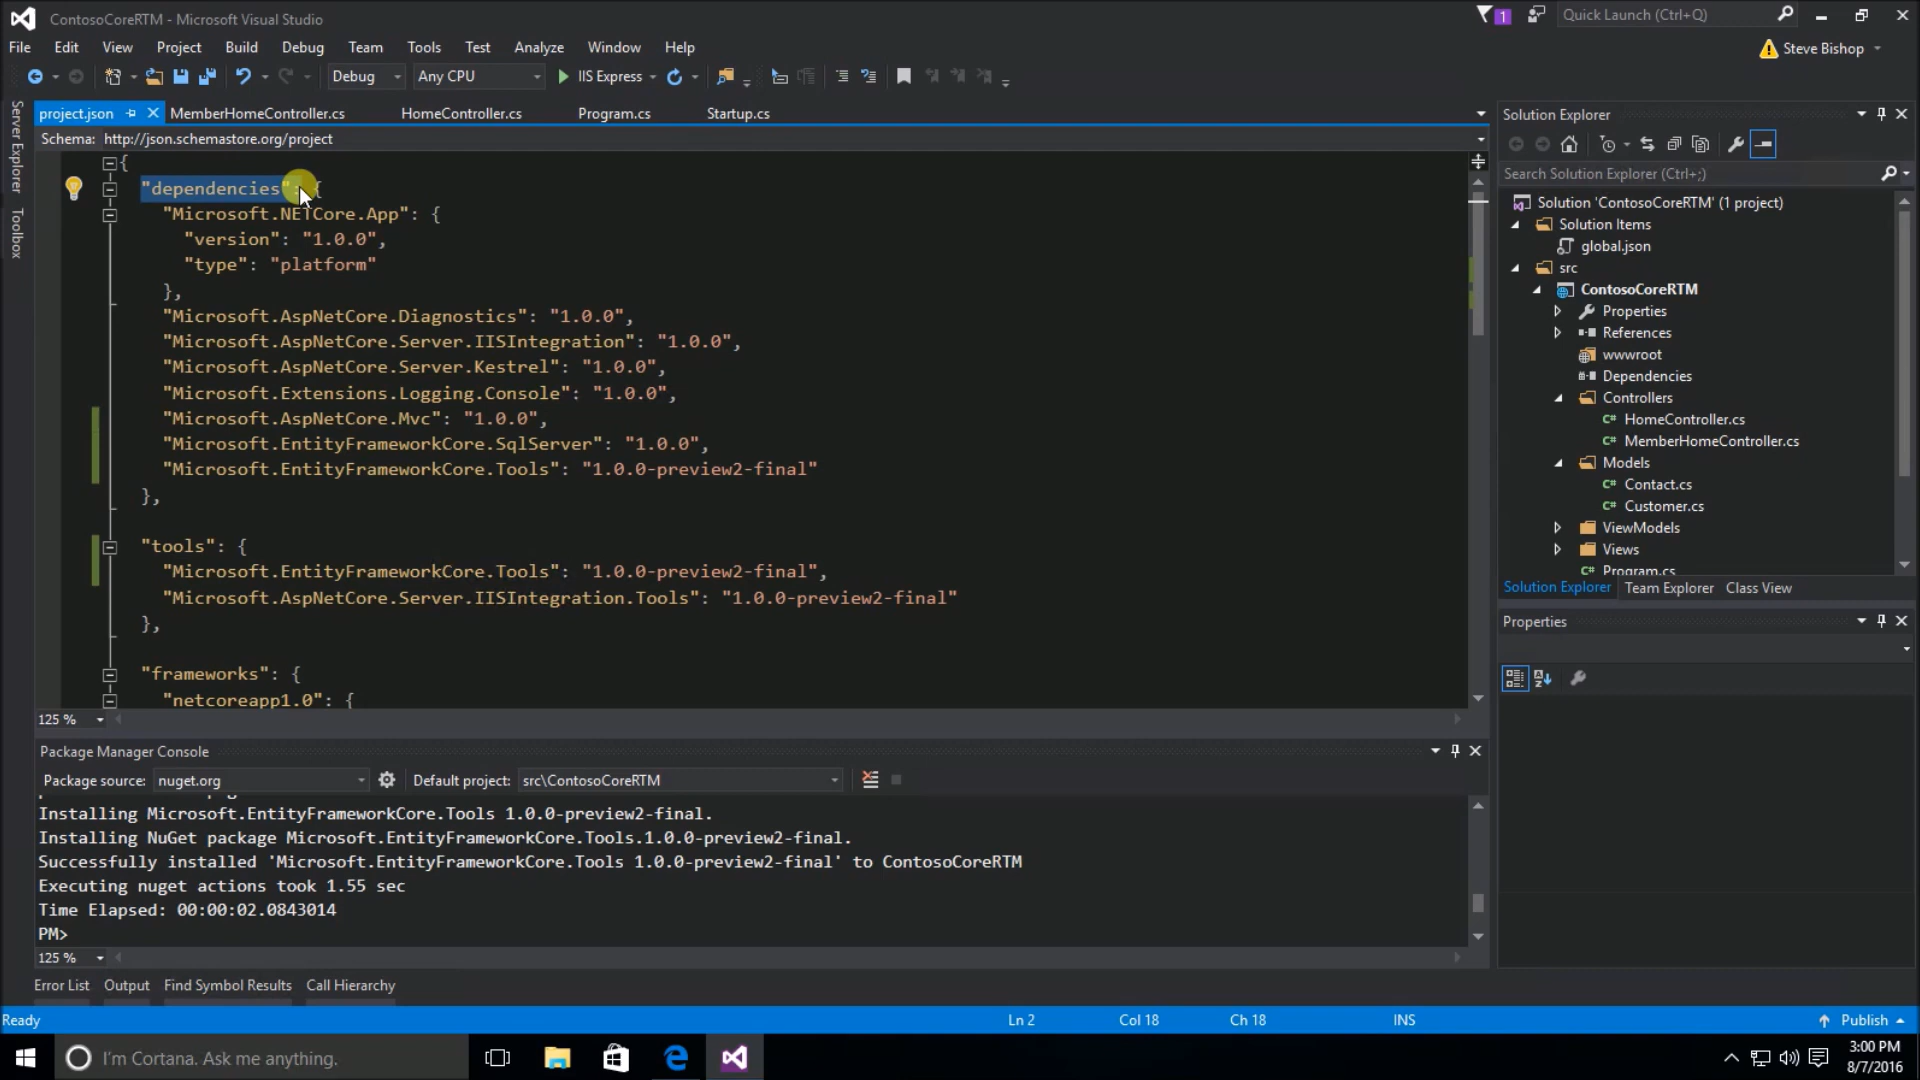 ContosoCoreRTM - Microsoft Visual Studio
1
Quick Launch (Ctrl+Q)
File Edit View Project Build Debug Team Tools Test Analyze Window Help
Steve Bishop
Debug Any CPU IIS Express
Server Explorer
Toolbox
project.json MemberHomeController.cs HomeController.cs Program.cs Startup.cs
Schema: http://json.schemastore.org/project
{
"dependencies": {
"Microsoft.NETCore.App": {
"version": "1.0.0",
"type": "platform"
},
"Microsoft.AspNetCore.Diagnostics": "1.0.0",
"Microsoft.AspNetCore.Server.IISIntegration": "1.0.0",
"Microsoft.AspNetCore.Server.Kestrel": "1.0.0",
"Microsoft.Extensions.Logging.Console": "1.0.0",
"Microsoft.AspNetCore.Mvc": "1.0.0",
"Microsoft.EntityFrameworkCore.SqlServer": "1.0.0",
"Microsoft.EntityFrameworkCore.Tools": "1.0.0-preview2-final"
},
"tools": {
"Microsoft.EntityFrameworkCore.Tools": "1.0.0-preview2-final",
"Microsoft.AspNetCore.Server.IISIntegration.Tools": "1.0.0-preview2-final"
},
"frameworks": {
"netcoreapp1.0": {
125 %
Solution Explorer
Search Solution Explorer (Ctrl+;)
Solution 'ContosoCoreRTM' (1 project)
Solution Items
global.json
src
ContosoCoreRTM
Properties
References
wwwroot
Dependencies
Controllers
C# HomeController.cs
C# MemberHomeController.cs
Models
C# Contact.cs
C# Customer.cs
ViewModels
Views
C# Program.cs
Solution Explorer Team Explorer Class View
Properties
Package Manager Console
Package source: nuget.org Default project: src\ContosoCoreRTM
Installing Microsoft.EntityFrameworkCore.Tools 1.0.0-preview2-final.
Installing NuGet package Microsoft.EntityFrameworkCore.Tools.1.0.0-preview2-final.
Successfully installed 'Microsoft.EntityFrameworkCore.Tools 1.0.0-preview2-final' to ContosoCoreRTM
Executing nuget actions took 1.55 sec
Time Elapsed: 00:00:02.0843014
PM>
125 %
Error List Output Find Symbol Results Call Hierarchy
Ready Ln 2 Col 18 Ch 18 INS Publish
I'm Cortana. Ask me anything.
3:00 PM
8/7/2016